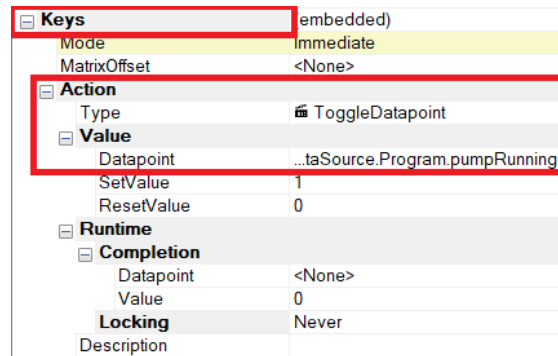 Keys (embedded)
Mode Immediate
MatrixOffset <None>
Action
Type ToggleDatapoint
Value
Datapoint ...taSource.Program.pumpRunning
SetValue 1
ResetValue 0
Runtime
Completion
Datapoint <None>
Value 0
Locking Never
Description